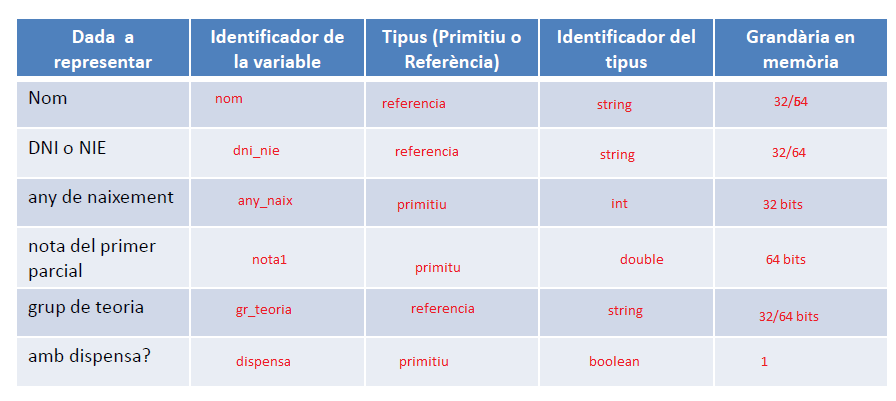 Dada a representar Identificador de la variable Tipus (Primitiu o Referència) Identificador del tipus Grandària en memòria
Nom nom referencia string 32/64
DNI o NIE dni_nie referencia string 32/64
any de naixement any_naix primitiu int 32 bits
nota del primer parcial nota1 primitu double 64 bits
grup de teoria gr_teoria referencia string 32/64 bits
amb dispensa? dispensa primitiu boolean 1